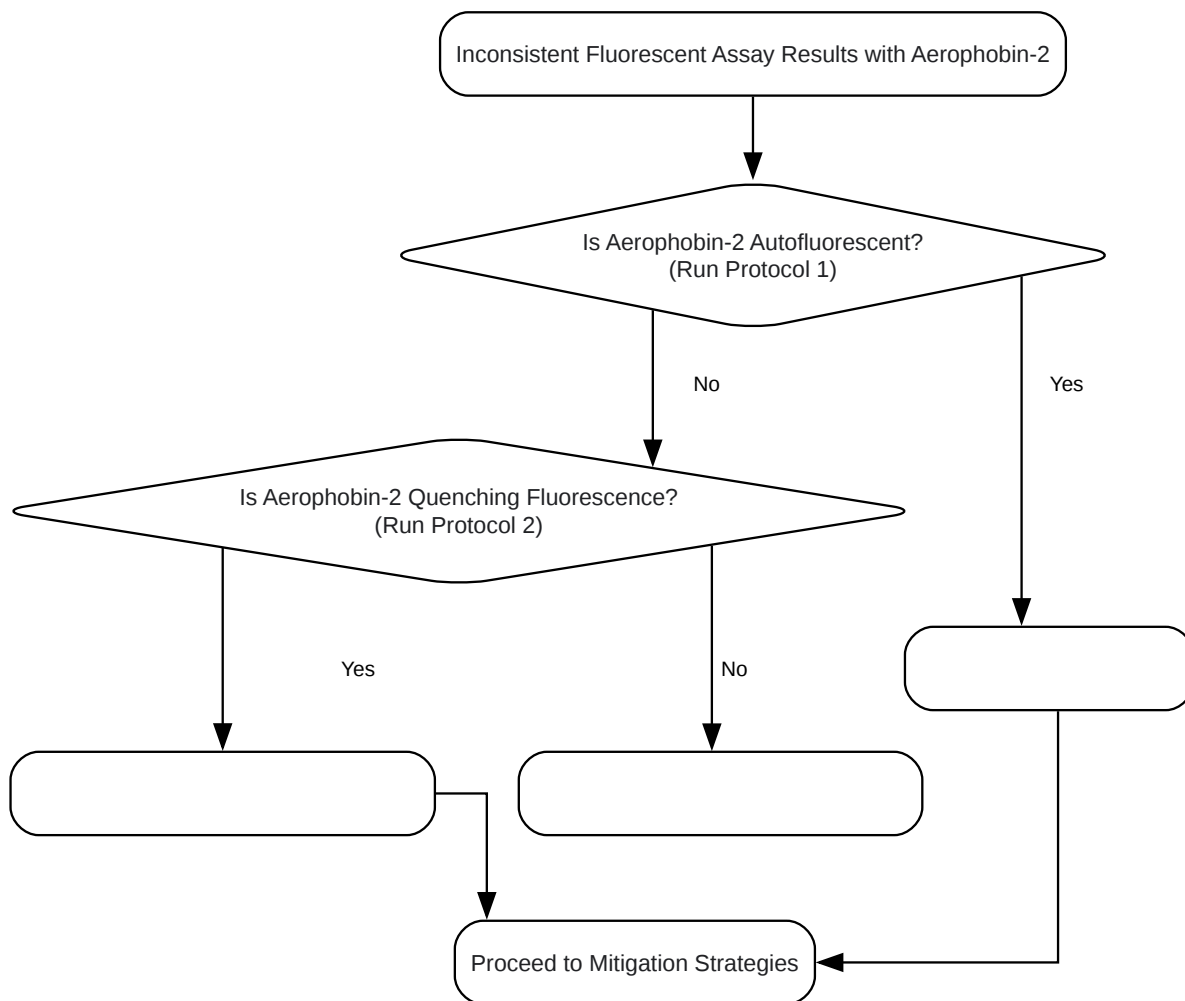 Inconsistent Fluorescent Assay Results with Aerophobin-2
Is Aerophobin-2 Autofluorescent?
(Run Protocol 1)
No
Yes
Is Aerophobin-2 Quenching Fluorescence?
(Run Protocol 2)
Yes
No
Proceed to Mitigation Strategies